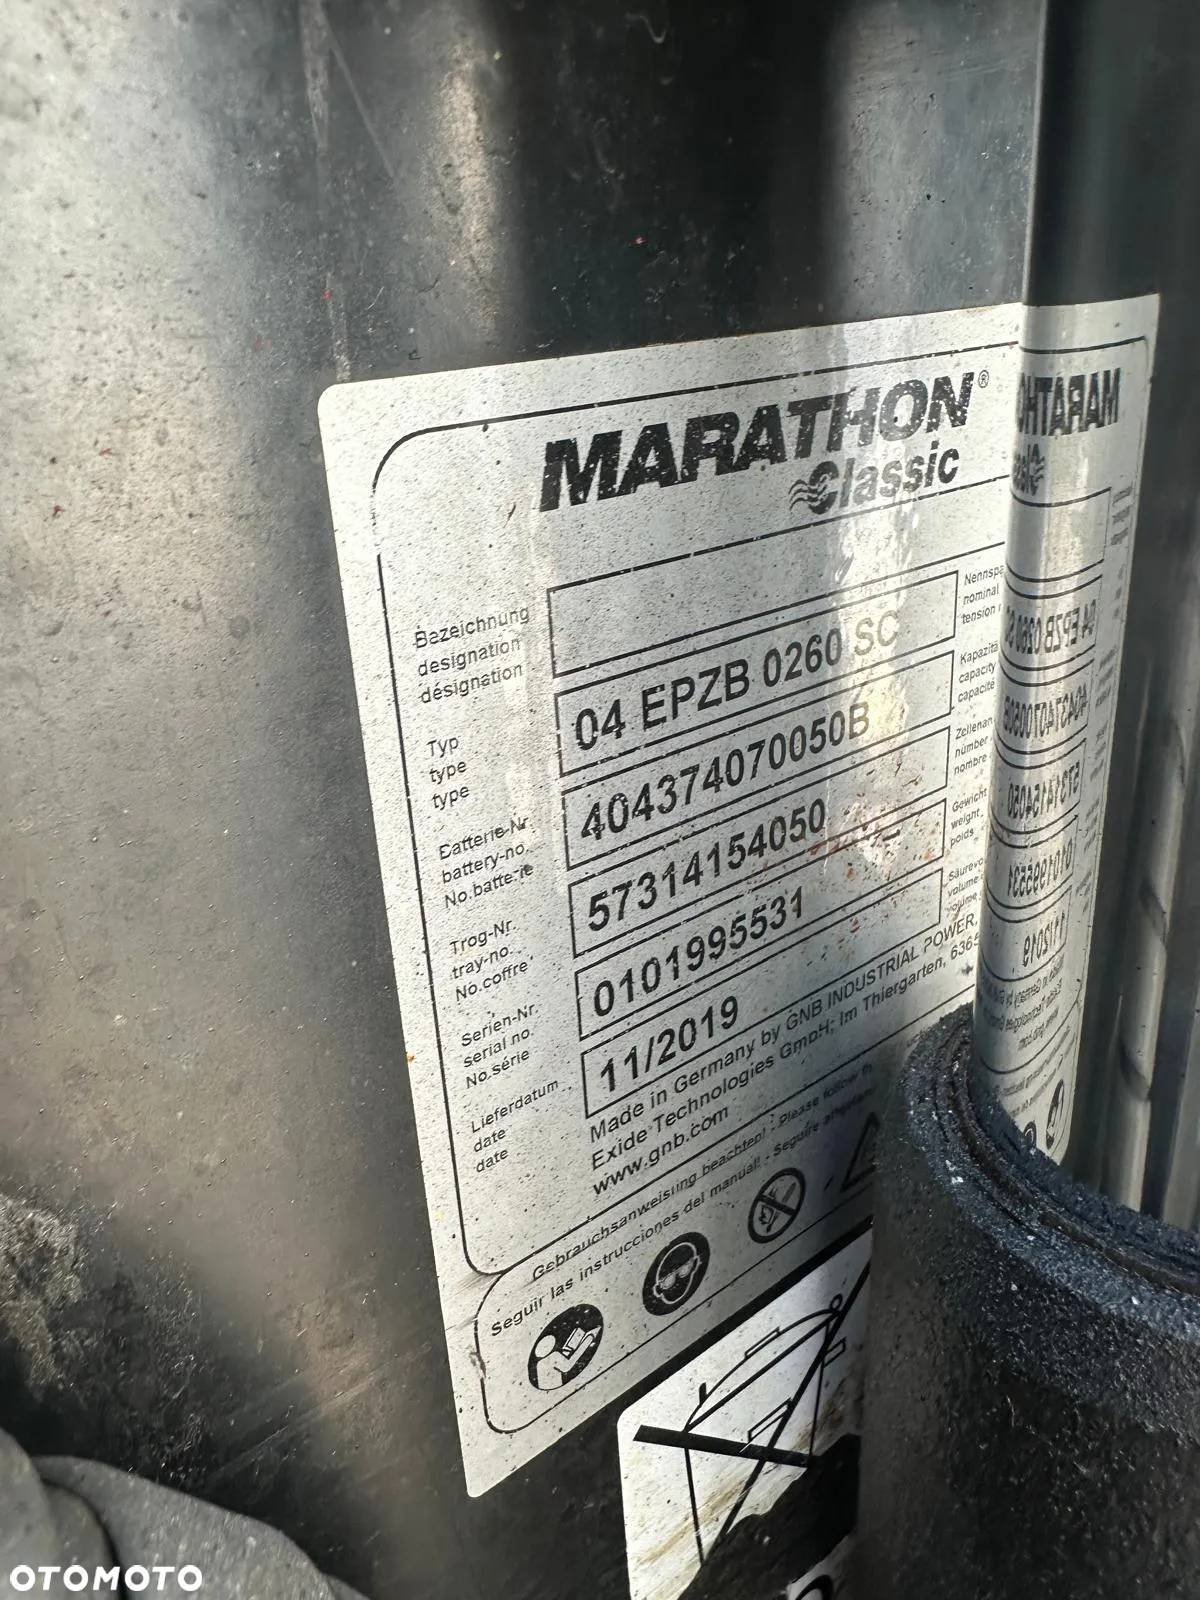 MARATHON®
Classic
Bezeichnung
designation
désignation
Typ
type
type
04 EPZB 0260 SC
Batterie-Nr.
battery-no.
No.batterie
404374070050B
Trog-Nr.
tray-no.
No.coffre
57314154050
Serien-Nr.
serial no.
No.série
0101995531
Lieferdatum
date
date
11/2019
Nennspa
nominal
tension
Kapazitä
capacity
capacité
Zellenan
number
nombre
Gewicht
weight
poids
Säurevo
volume
volume
Made in Germany by GNB INDUSTRIAL POWER,
Exide Technologies GmbH; Im Thiergarten, 6365
www.gnb.com
Gebrauchsanweisung beachten! - Please follow
Seguir las instrucciones del manual! - Seguire
OTOMOTO